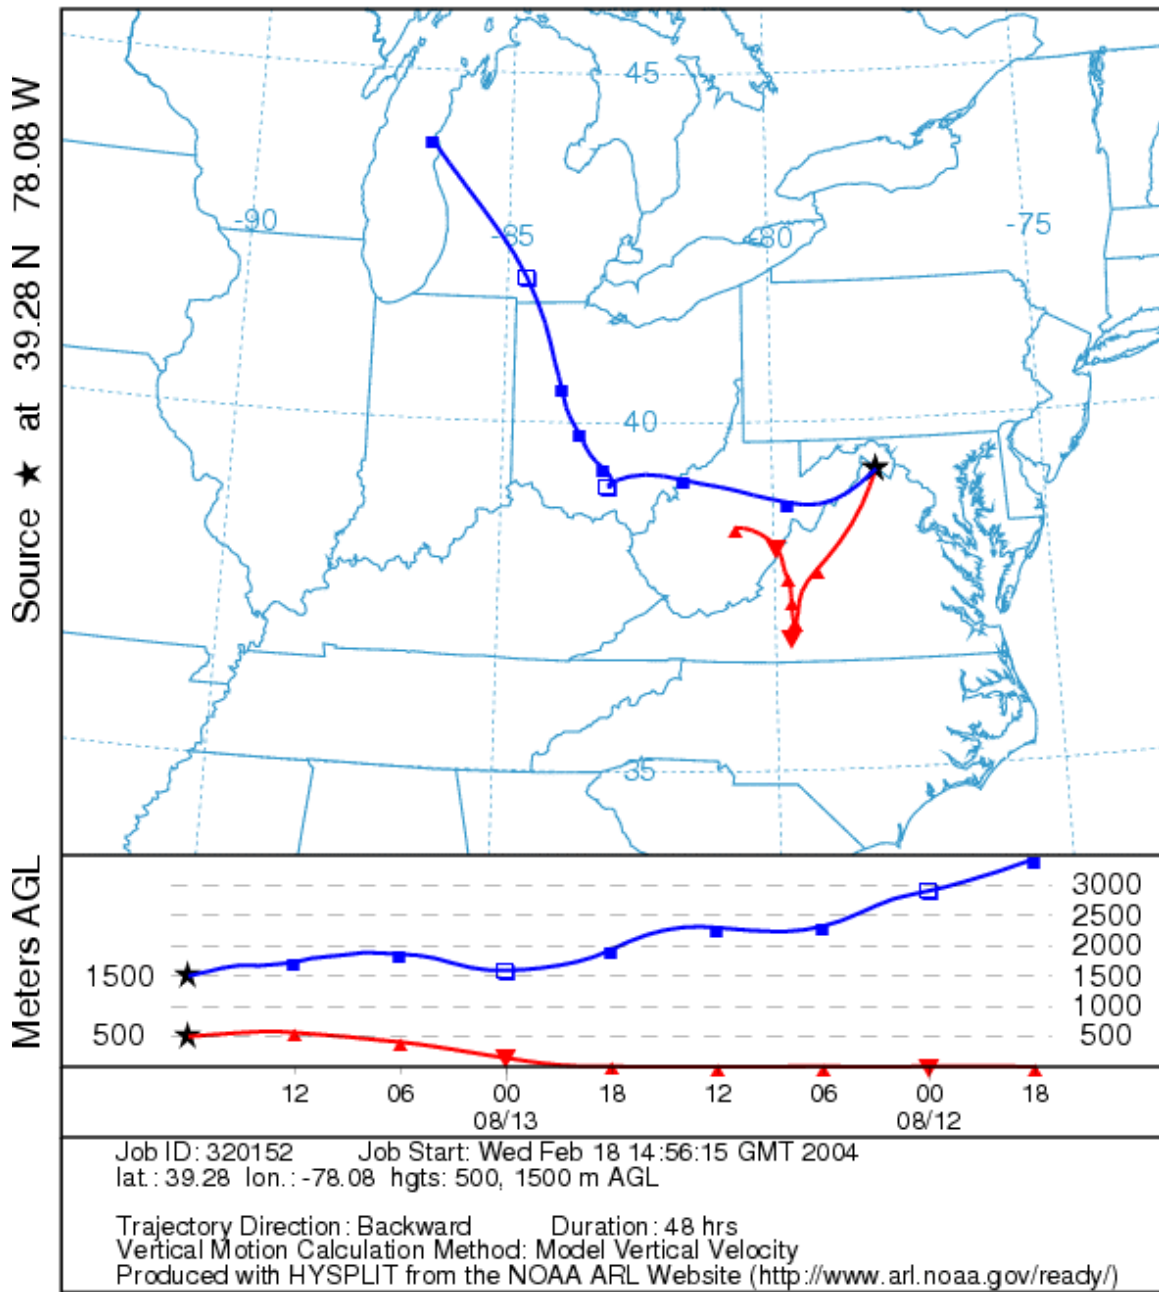 Source ★ at 39.28 N 78.08 W
45
-90
-85
-80
-75
40
35
Meters AGL
3000
2500
2000
1500
1500
1000
500
500
12 06 00 18 12 06 00 18
08/13 08/12
Job ID: 320152 Job Start: Wed Feb 18 14:56:15 GMT 2004
lat.: 39.28 lon.: -78.08 hgts: 500, 1500 m AGL
Trajectory Direction: Backward Duration: 48 hrs
Vertical Motion Calculation Method: Model Vertical Velocity
Produced with HYSPLIT from the NOAA ARL Website (http://www.arl.noaa.gov/ready/)